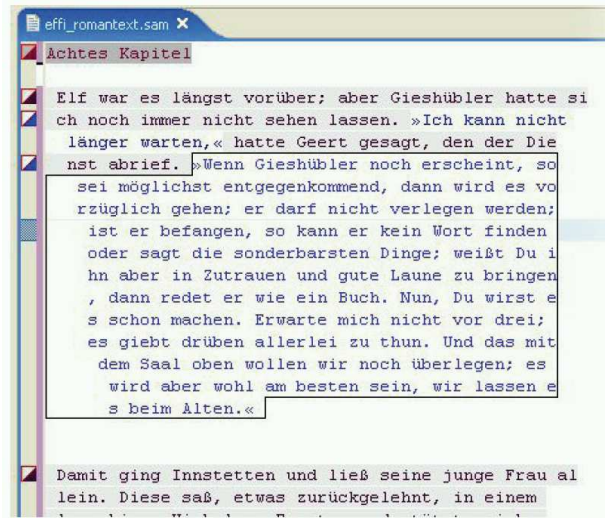 effi_romantext.sam
Achtes Kapitel
Elf war es längst vorüber; aber Gieshübler hatte si
ch noch immer nicht sehen lassen. »Ich kann nicht
länger warten,« hatte Geert gesagt, den der Die
nst abrief. »Wenn Gieshübler noch erscheint, so
sei möglichst entgegenkommend, dann wird es vo
rzüglich gehen; er darf nicht verlegen werden;
ist er befangen, so kann er kein Wort finden
oder sagt die sonderbarsten Dinge; weißt Du i
hn aber in Zutrauen und gute Laune zu bringen
, dann redet er wie ein Buch. Nun, Du wirst e
s schon machen. Erwarte mich nicht vor drei;
es giebt drüben allerlei zu thun. Und das mit
dem Saal oben wollen wir noch überlegen; es
wird aber wohl am besten sein, wir lassen e
s beim Alten.«
Damit ging Innstetten und ließ seine junge Frau al
lein. Diese saß, etwas zurückgelehnt, in einem